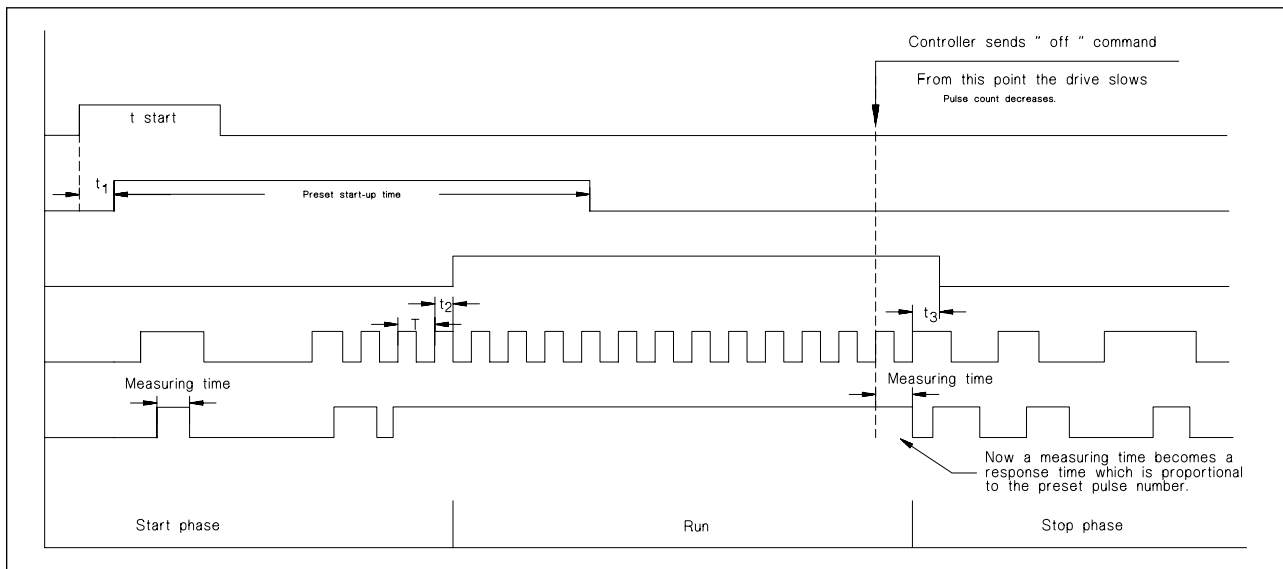 Controller sends " off " command
From this point the drive slows
Pulse count decreases.
t start
t1
Preset start-up time
t2
T
t3
Measuring time
Measuring time
Now a measuring time becomes a
response time which is proportional
to the preset pulse number.
Start phase
Run
Stop phase